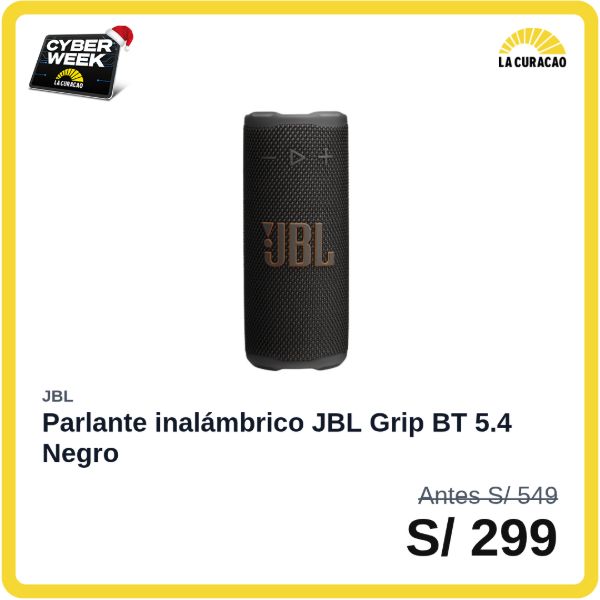 CYBER
WEEK
LA CURACAO
LA CURACAO
JBL
JBL
Parlante inalámbrico JBL Grip BT 5.4
Negro
Antes S/ 549
S/ 299